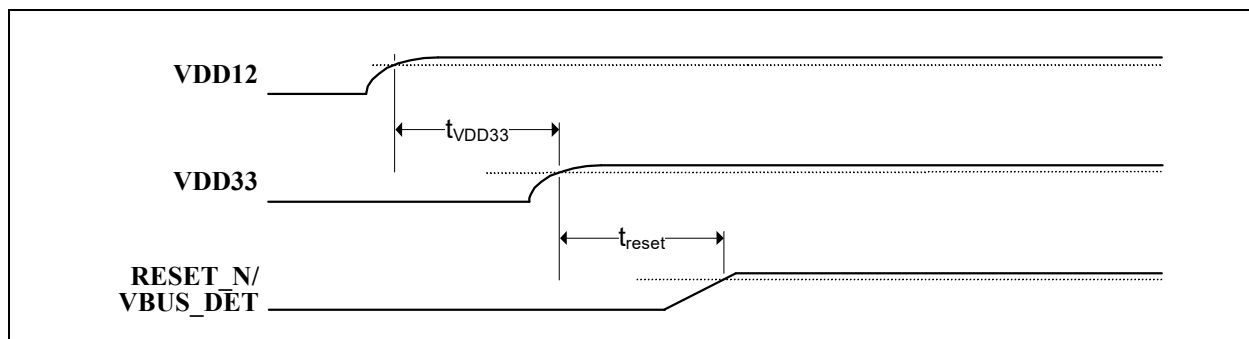 VDD12
tVDD33
VDD33
treset
RESET_N/
VBUS_DET